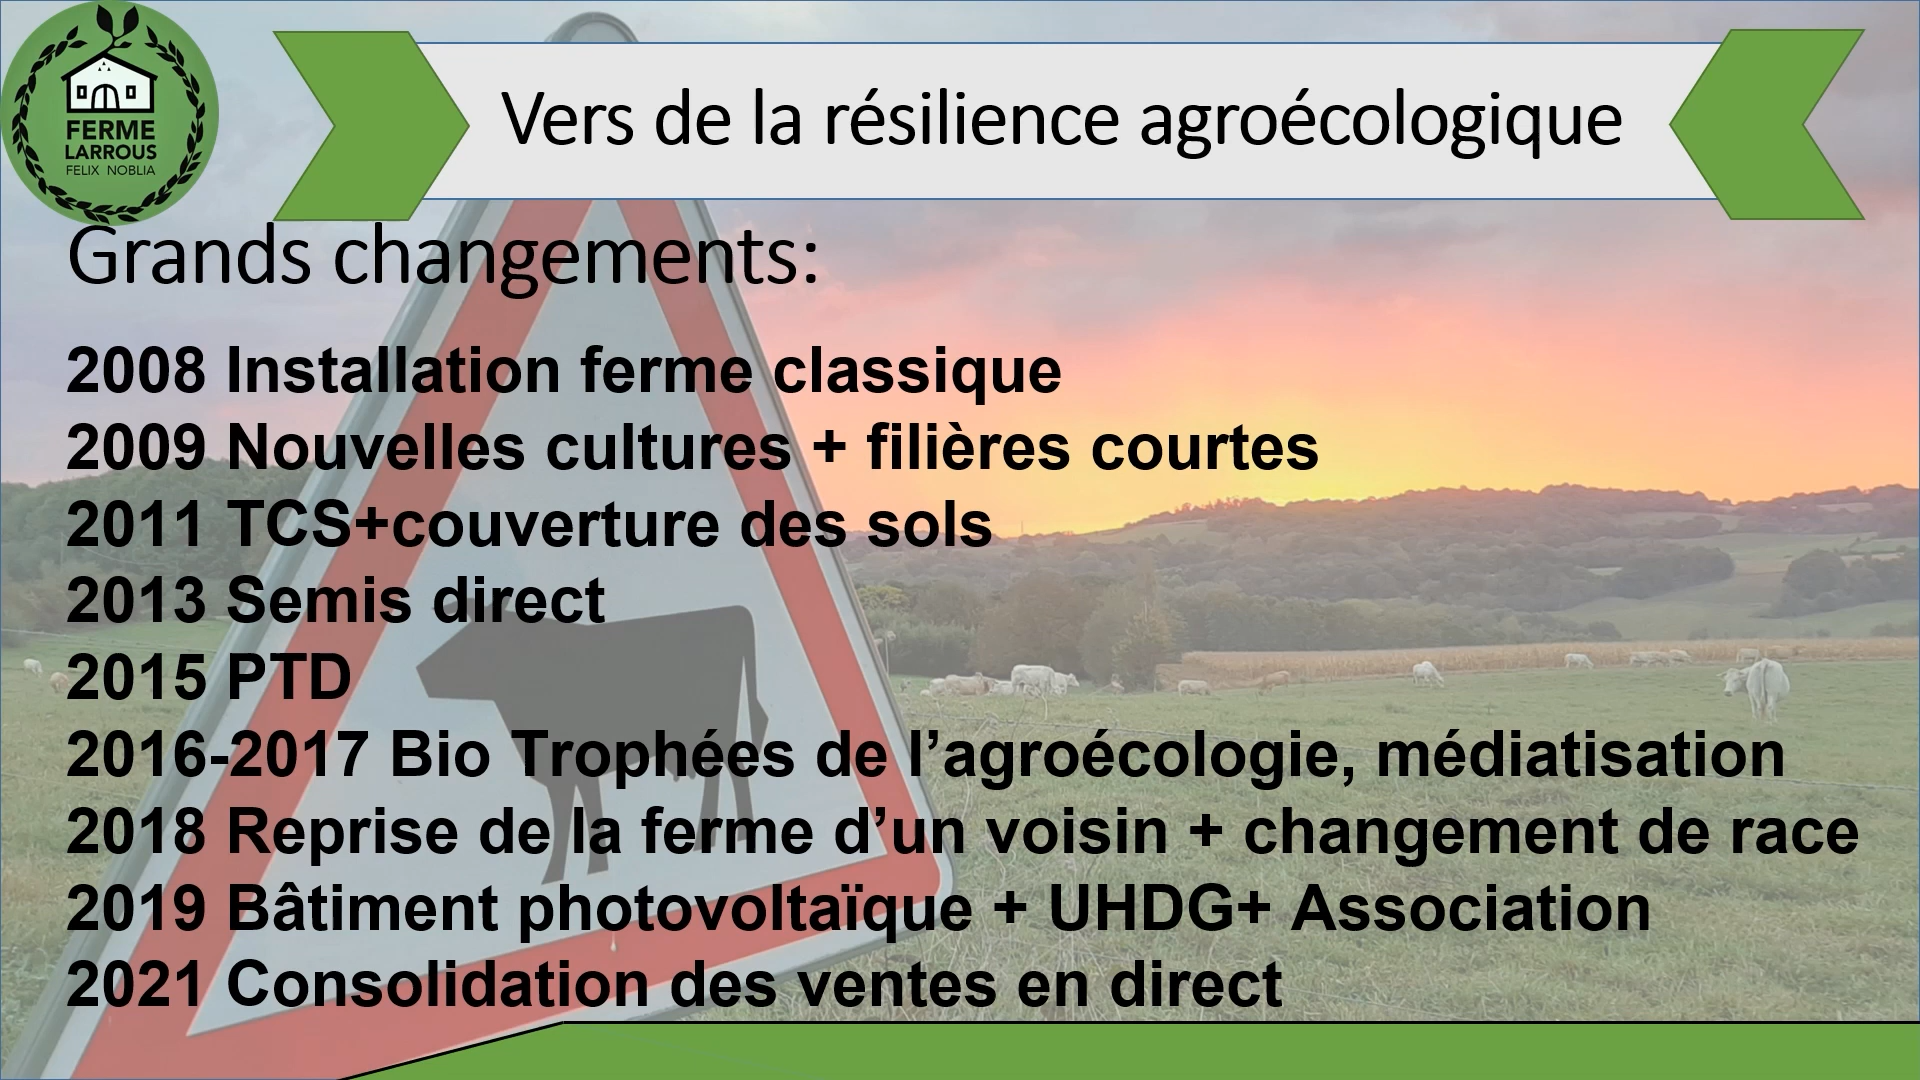 FERME
LARROUS
FELIX NOBLIA
Vers de la résilience agroécologique
Grands changements:
2008 Installation ferme classique
2009 Nouvelles cultures + filières courtes
2011 TCS+couverture des sols
2013 Semis direct
2015 PTD
2016-2017 Bio Trophées de l’agroécologie, médiatisation
2018 Reprise de la ferme d’un voisin + changement de race
2019 Bâtiment photovoltaïque + UHDG+ Association
2021 Consolidation des ventes en direct